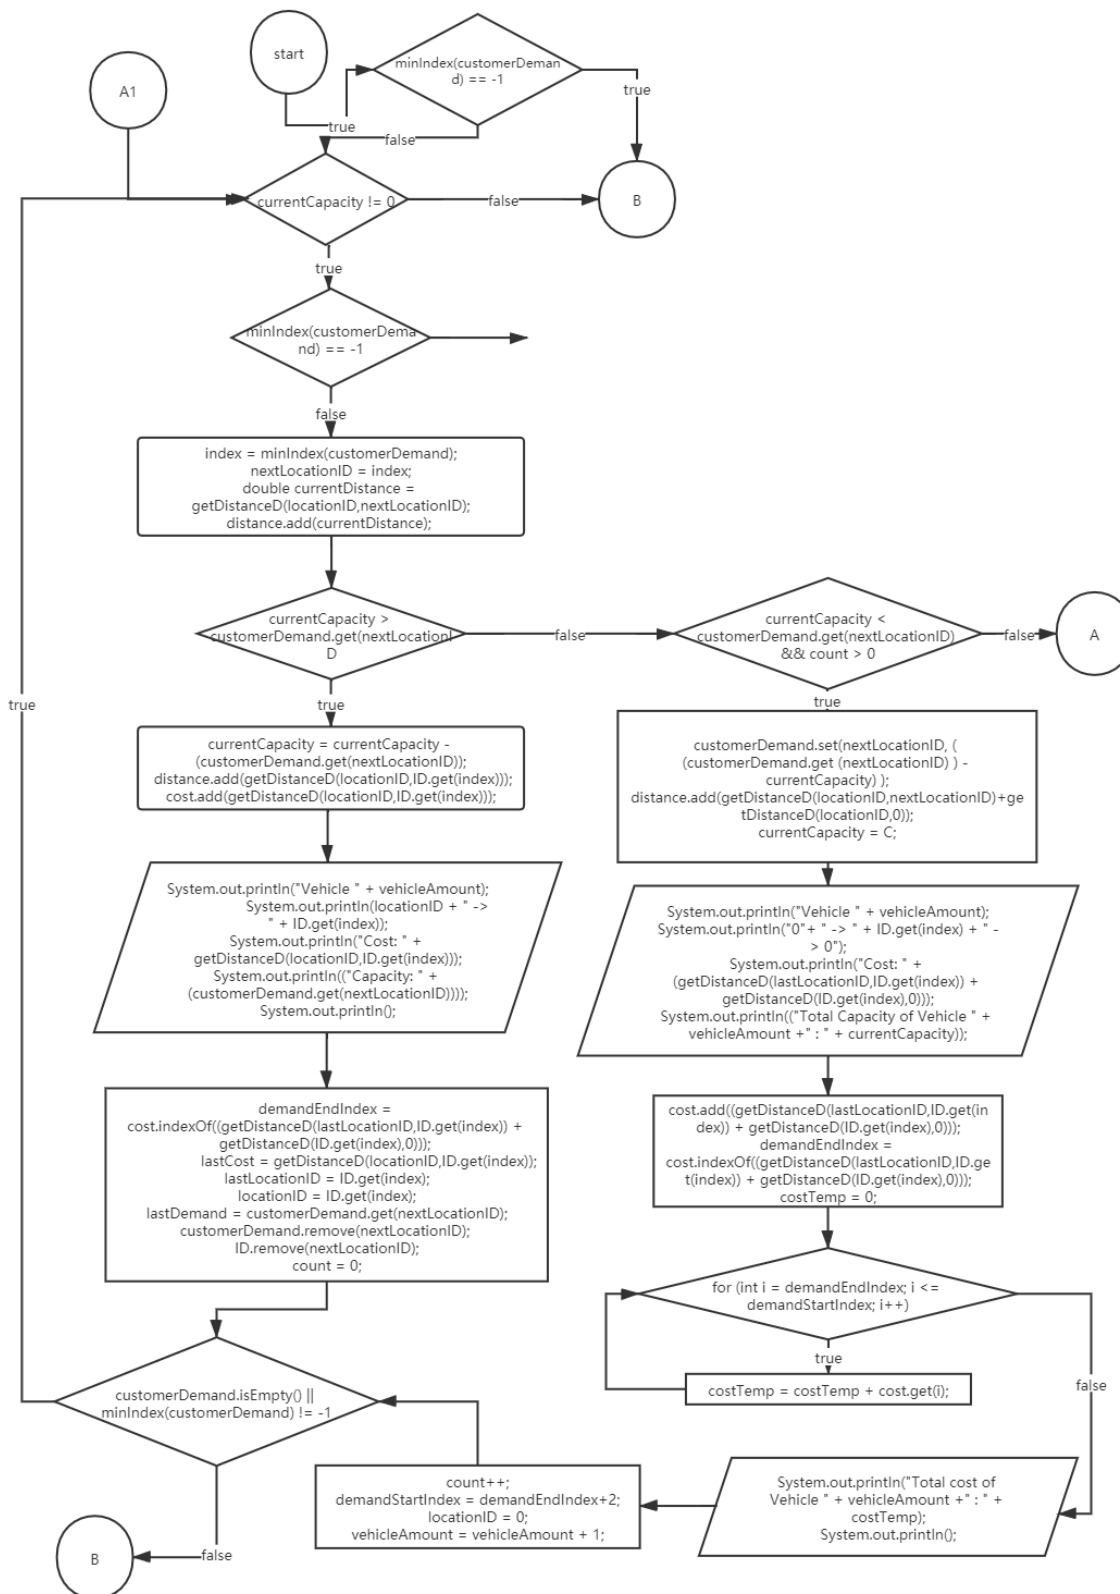 start
minIndex(customerDeman
d) == -1
A1
true
true
false
currentCapacity != 0
false
B
true
minIndex(customerDema
nd) == -1
false
index = minIndex(customerDemand);
nextLocationID = index;
double currentDistance =
getDistanceD(locationID,nextLocationID);
distance.add(currentDistance);
currentCapacity >
customerDemand.get(nextLocationI
D
false
currentCapacity <
customerDemand.get(nextLocationID)
&& count > 0
false
A
true
true
true
currentCapacity = currentCapacity -
(customerDemand.get(nextLocationID));
distance.add(getDistanceD(locationID,ID.get(index)));
cost.add(getDistanceD(locationID,ID.get(index)));
customerDemand.set(nextLocationID, (
(customerDemand.get (nextLocationID) ) -
currentCapacity) );
distance.add(getDistanceD(locationID,nextLocationID)+ge
tDistanceD(locationID,0));
currentCapacity = C;
System.out.println("Vehicle " + vehicleAmount);
System.out.println(locationID + " ->
" + ID.get(index));
System.out.println("Cost: " +
getDistanceD(locationID,ID.get(index)));
System.out.println(("Capacity: " +
(customerDemand.get(nextLocationID))));
System.out.println();
System.out.println("Vehicle " + vehicleAmount);
System.out.println("0"+ " -> " + ID.get(index) + " -
> 0");
System.out.println("Cost: " +
(getDistanceD(lastLocationID,ID.get(index)) +
getDistanceD(ID.get(index),0)));
System.out.println(("Total Capacity of Vehicle " +
vehicleAmount +" : " + currentCapacity));
demandEndIndex =
cost.indexOf((getDistanceD(lastLocationID,ID.get(index)) +
getDistanceD(ID.get(index),0)));
lastCost = getDistanceD(locationID,ID.get(index));
lastLocationID = ID.get(index);
locationID = ID.get(index);
lastDemand = customerDemand.get(nextLocationID);
customerDemand.remove(nextLocationID);
ID.remove(nextLocationID);
count = 0;
cost.add((getDistanceD(lastLocationID,ID.get(in
dex)) + getDistanceD(ID.get(index),0)));
demandEndIndex =
cost.indexOf((getDistanceD(lastLocationID,ID.ge
t(index)) + getDistanceD(ID.get(index),0)));
costTemp = 0;
for (int i = demandEndIndex; i <=
demandStartIndex; i++)
true
false
costTemp = costTemp + cost.get(i);
customerDemand.isEmpty() ||
minIndex(customerDemand) != -1
count++;
demandStartIndex = demandEndIndex+2;
locationID = 0;
vehicleAmount = vehicleAmount + 1;
System.out.println("Total cost of
Vehicle " + vehicleAmount +" : " +
costTemp);
System.out.println();
false
B